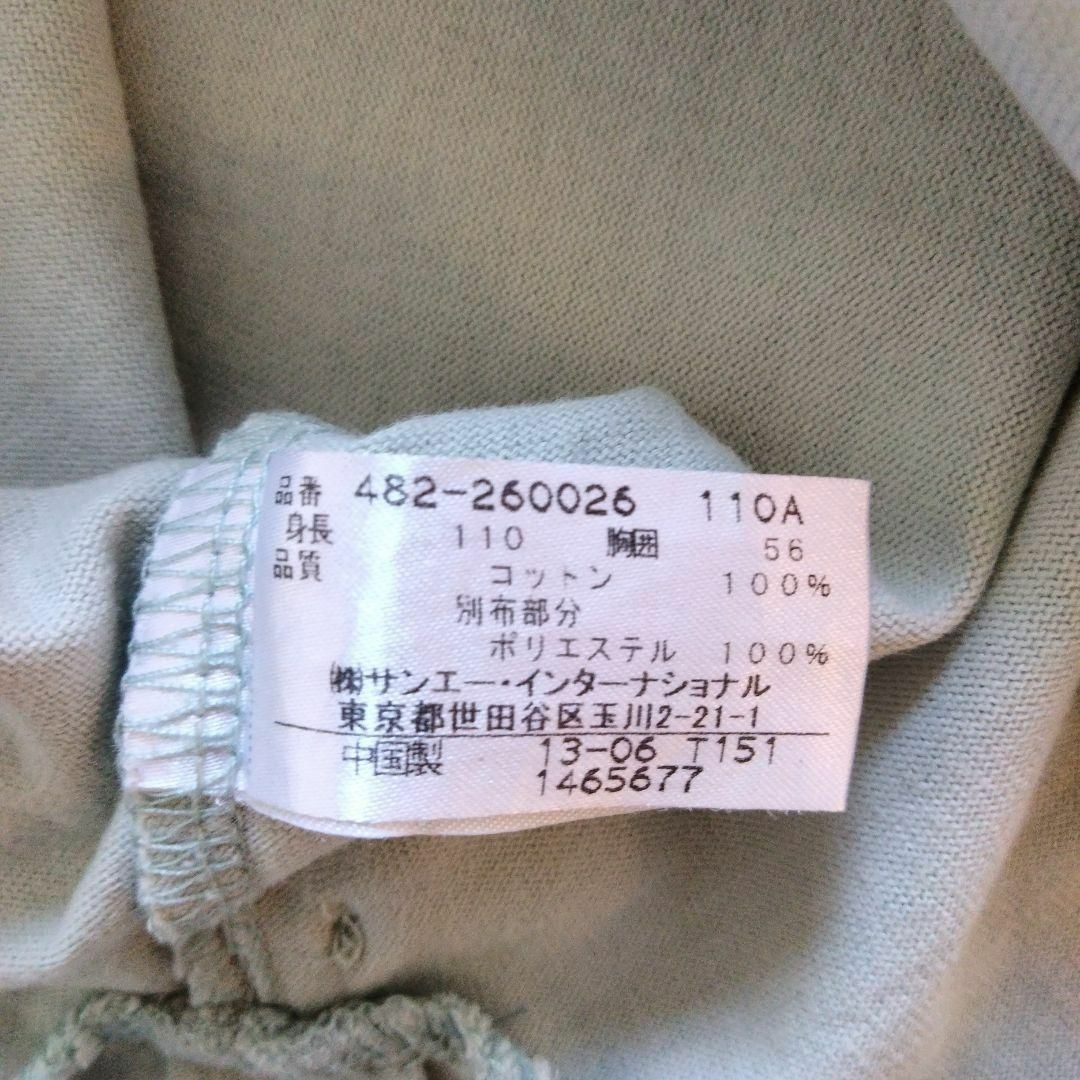 品番 482-260026 110A
身長 110 胸囲 56
品質 コットン 100%
別布部分
ポリエステル 100%
㈱サンエー・インターナショナル
東京都世田谷区玉川2-21-1
中国製 13-06 T151
1465677